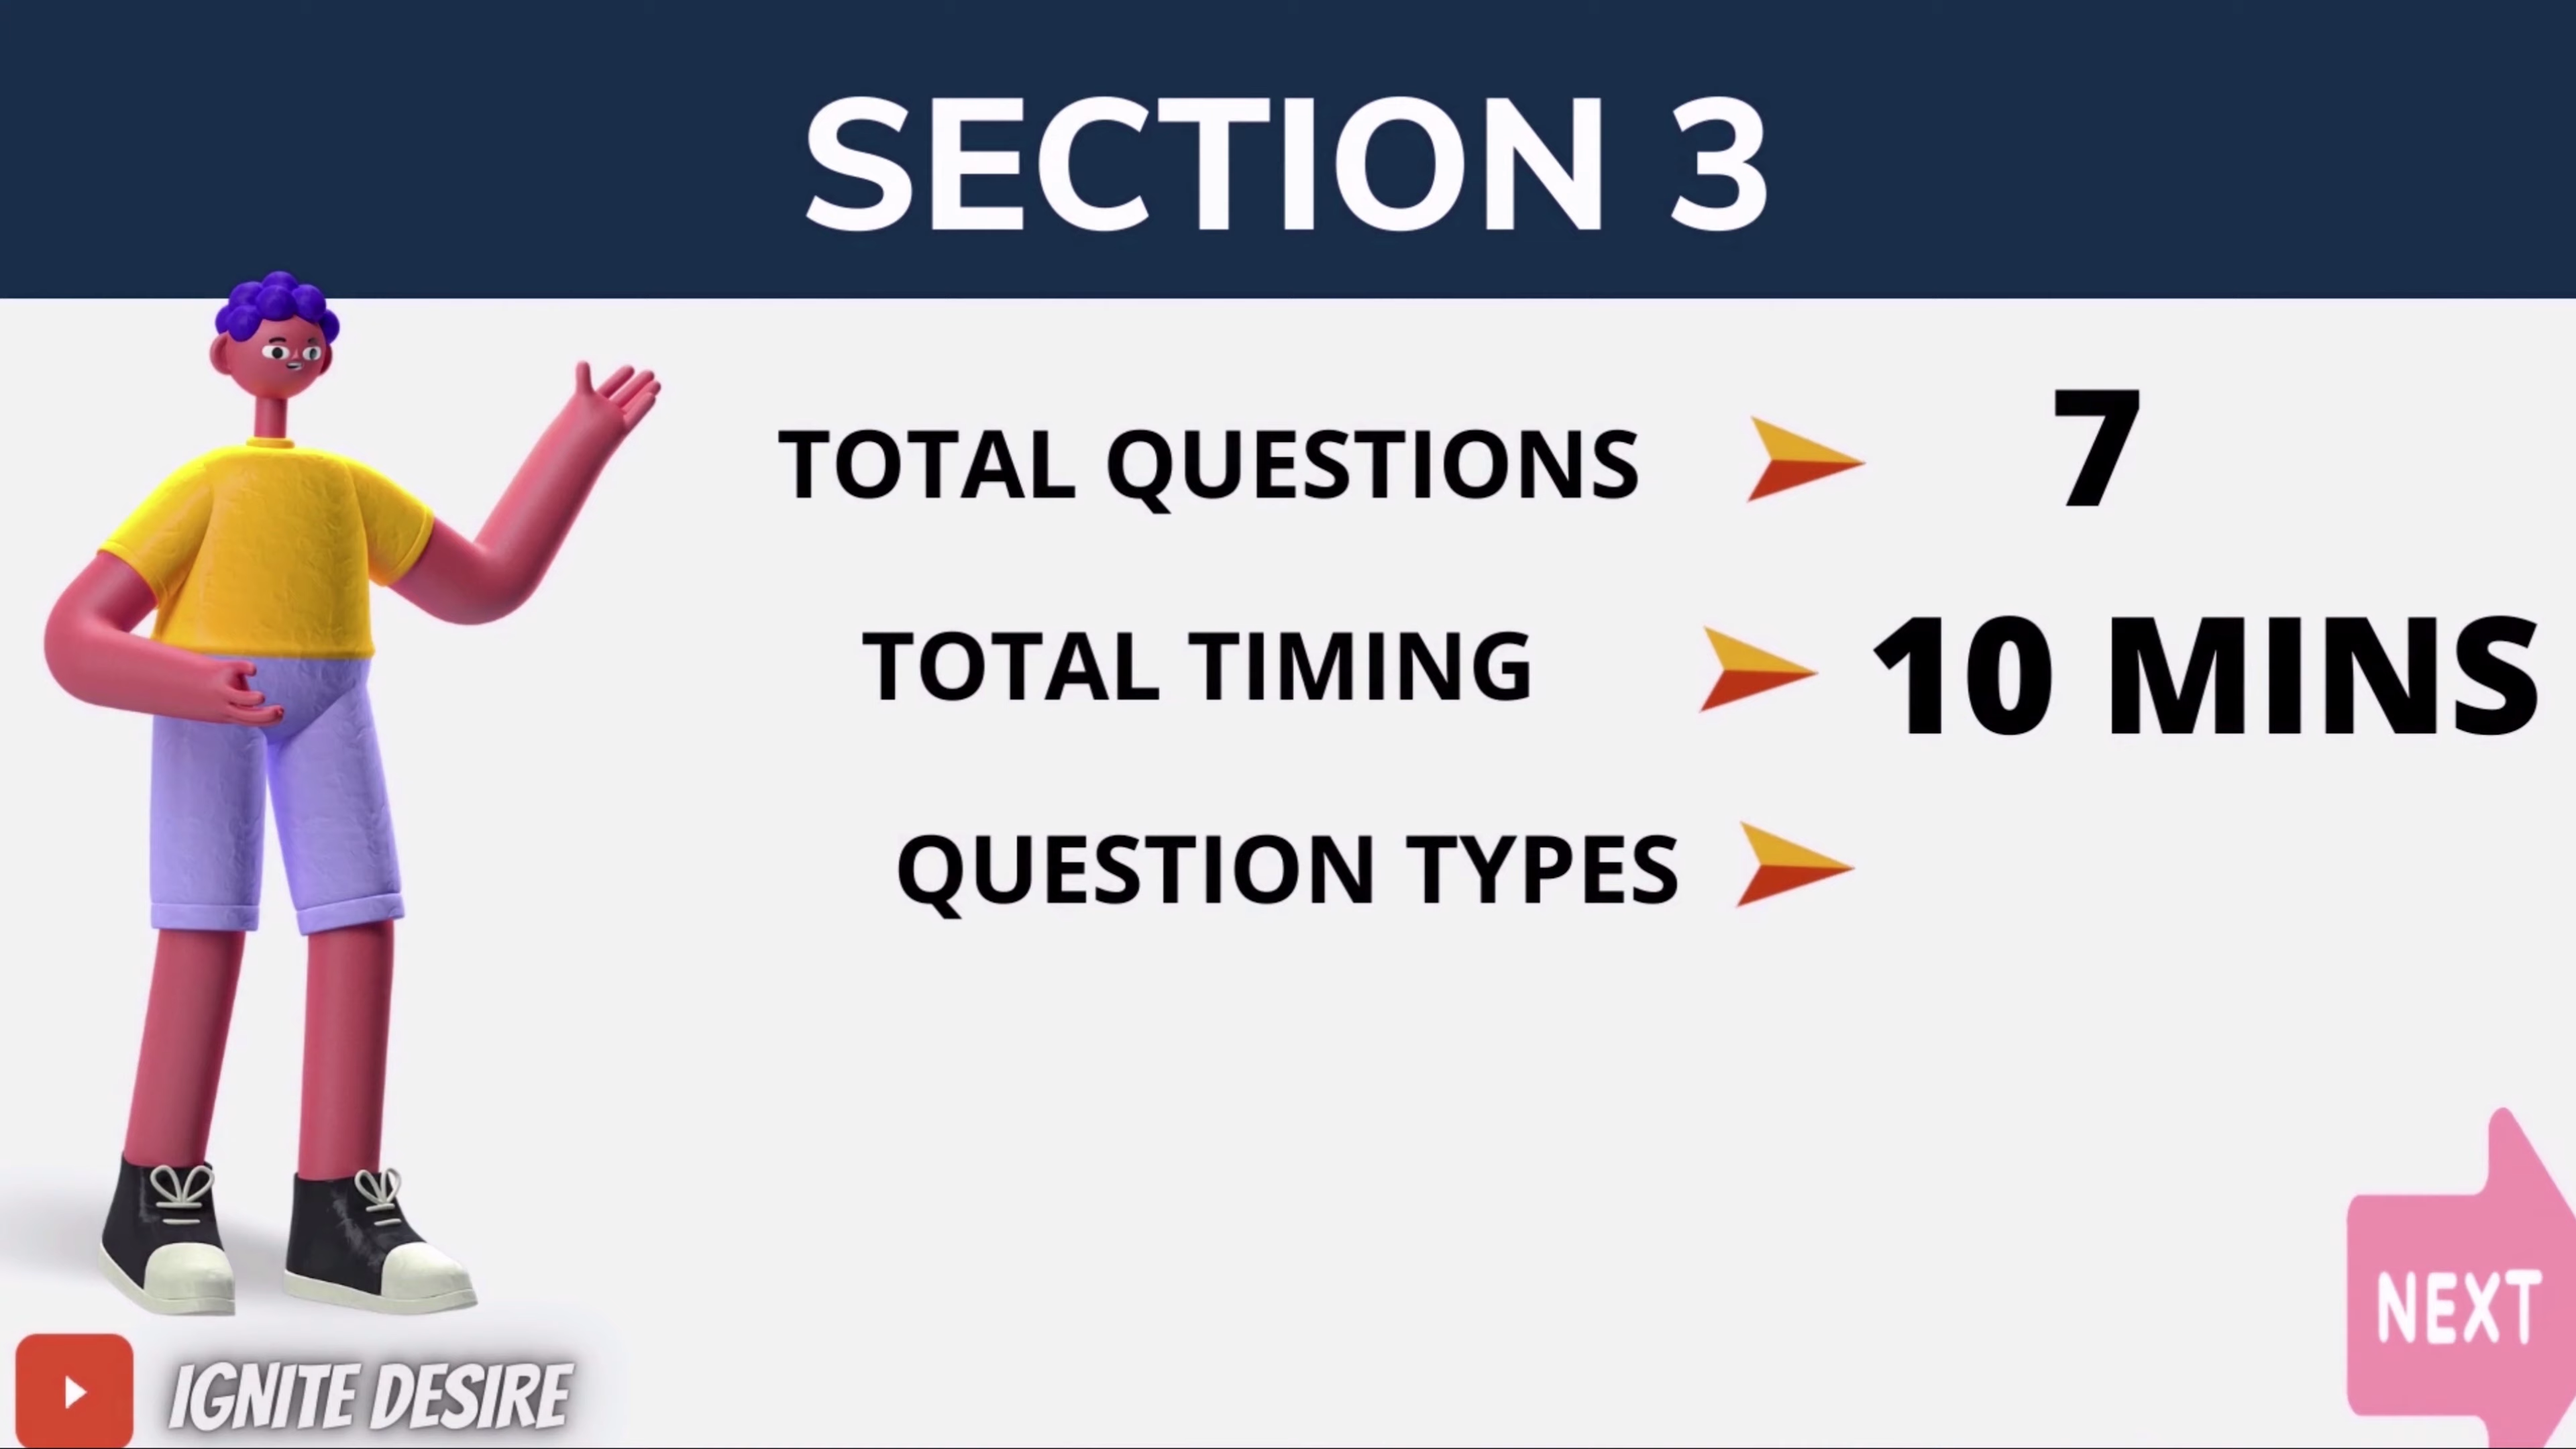 SECTION 3
TOTAL QUESTIONS 7
TOTAL TIMING 10 MINS
QUESTION TYPES
NEXT
IGNITE DESIRE